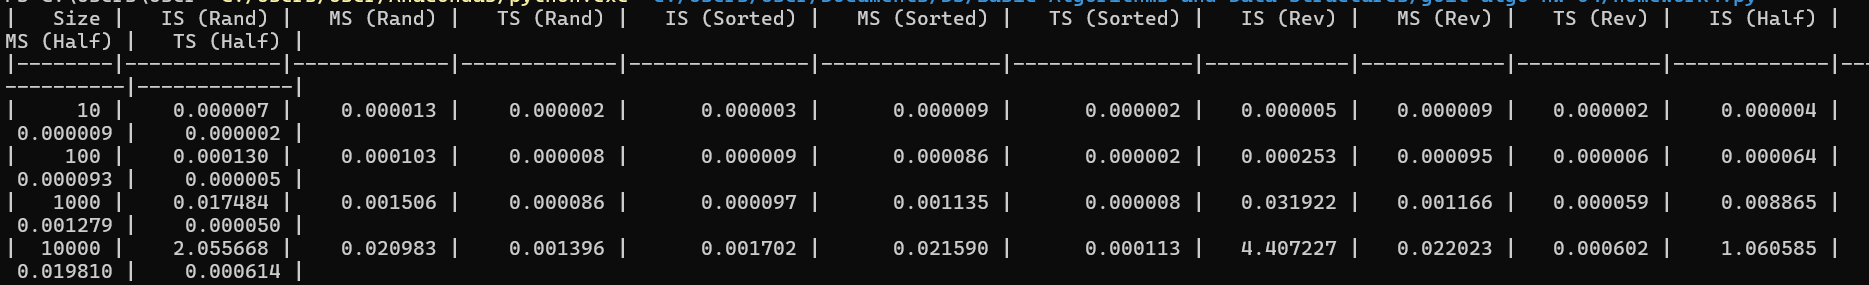 |   Size |   IS (Rand) |   MS (Rand) |   TS (Rand) |   IS (Sorted) |   MS (Sorted) |   TS (Sorted) |   IS (Rev) |   MS (Rev) |   TS (Rev) |   IS (Half) |
MS (Half) |   TS (Half) |
|--------|-------------|-------------|-------------|---------------|---------------|---------------|------------|------------|------------|-------------|---
----------|-------------|
|     10 |    0.000007 |    0.000013 |    0.000002 |      0.000003 |      0.000009 |      0.000002 |   0.000005 |   0.000009 |   0.000002 |    0.000004 |
 0.000009 |    0.000002 |
|    100 |    0.000130 |    0.000103 |    0.000008 |      0.000009 |      0.000086 |      0.000002 |   0.000253 |   0.000095 |   0.000006 |    0.000064 |
 0.000093 |    0.000005 |
|   1000 |    0.017484 |    0.001506 |    0.000086 |      0.000097 |      0.001135 |      0.000008 |   0.031922 |   0.001166 |   0.000059 |    0.008865 |
 0.001279 |    0.000050 |
|  10000 |    2.055668 |    0.020983 |    0.001396 |      0.001702 |      0.021590 |      0.000113 |   4.407227 |   0.022023 |   0.000602 |    1.060585 |
 0.019810 |    0.000614 |